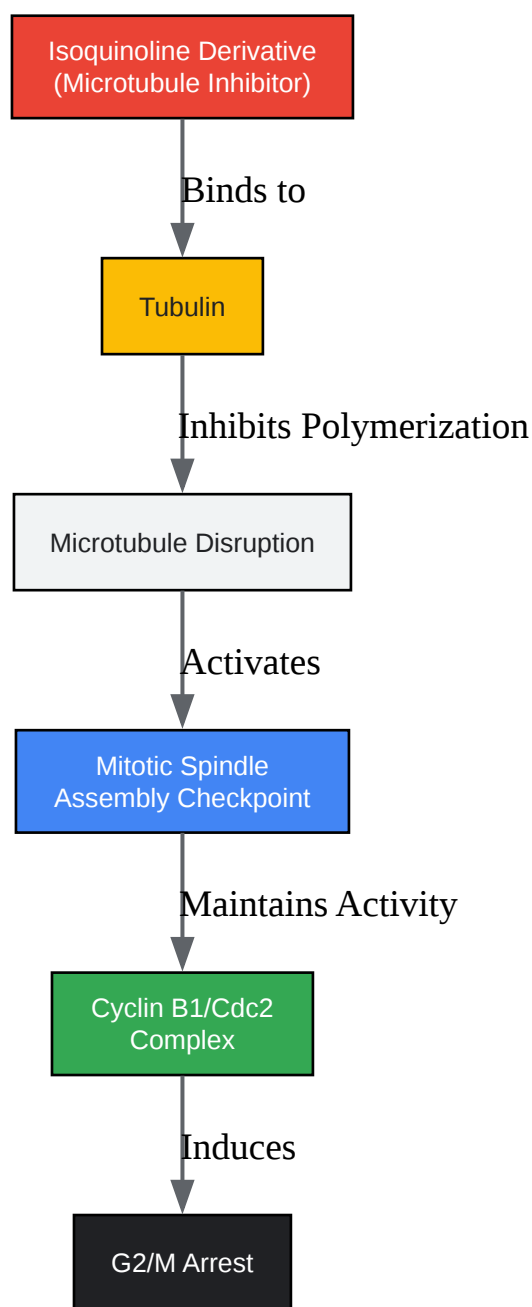 Isoquinoline Derivative
(Microtubule Inhibitor)
Binds to
Tubulin
Inhibits Polymerization
Microtubule Disruption
Activates
Mitotic Spindle
Assembly Checkpoint
Maintains Activity
Cyclin B1/Cdc2
Complex
Induces
G2/M Arrest